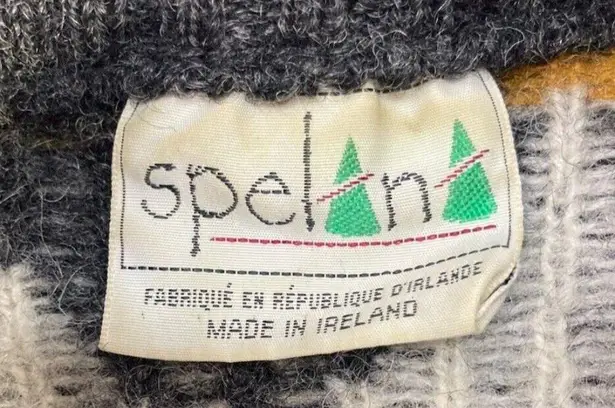 spelana
FABRIQUÉ EN RÉPUBLIQUE D'IRLANDE
MADE IN IRELAND